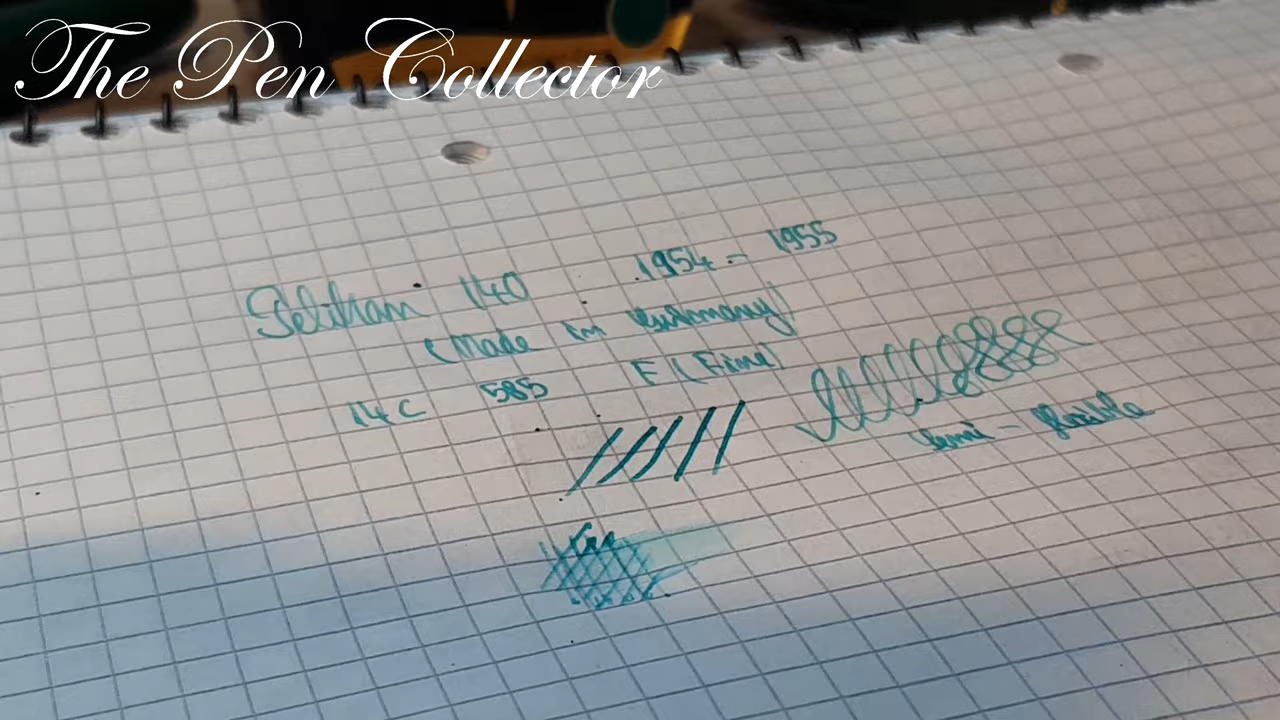 The Pen Collector
Pelikan 140 1954 - 1955
(Made in Germany)
14C 585 F (Fine)
semi - flexible